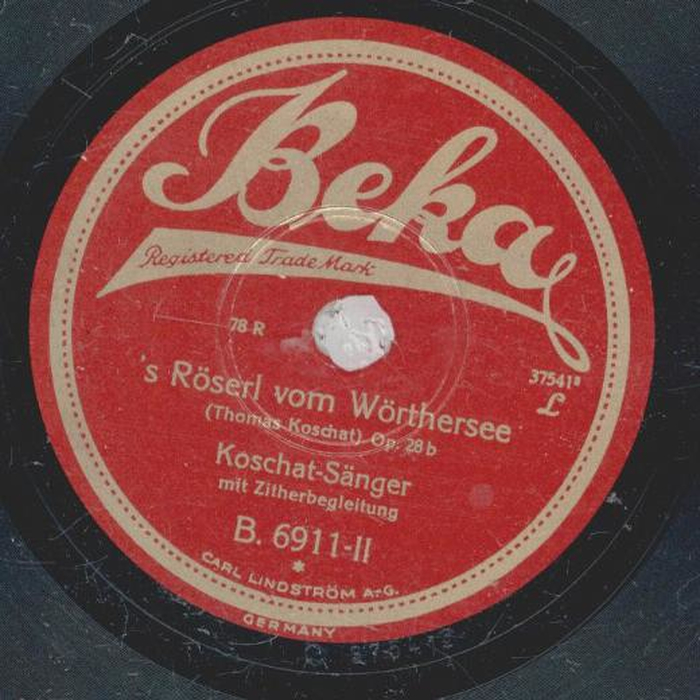 Beka
Registered Trade Mark
78 R
37541²
L
's Röserl vom Wörthersee
(Thomas Koschat) Op. 28 b
Koschat-Sänger
mit Zitherbegleitung
B. 6911-II
*
CARL LINDSTRÖM A.-G.
GERMANY